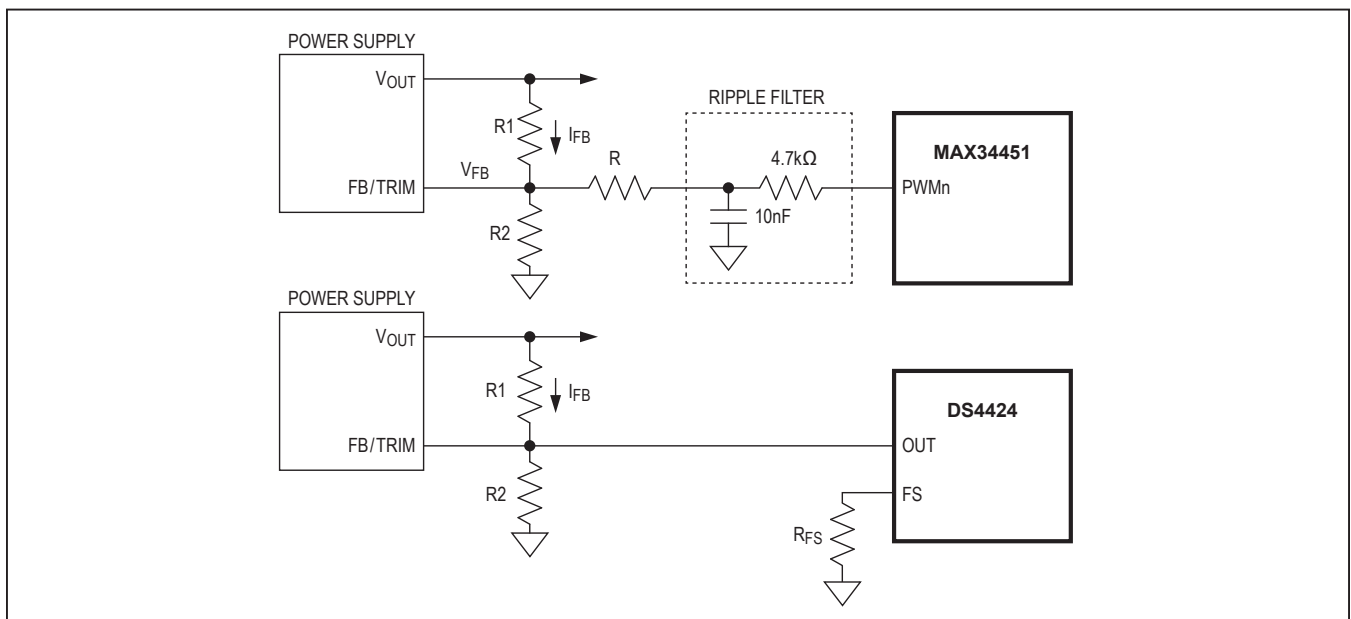 POWER SUPPLY
VOUT
RIPPLE FILTER
R1
IFB
MAX34451
R
4.7kΩ
VFB
FB/TRIM
PWMn
10nF
R2
POWER SUPPLY
VOUT
R1
IFB
DS4424
FB/TRIM
OUT
R2
FS
RFS